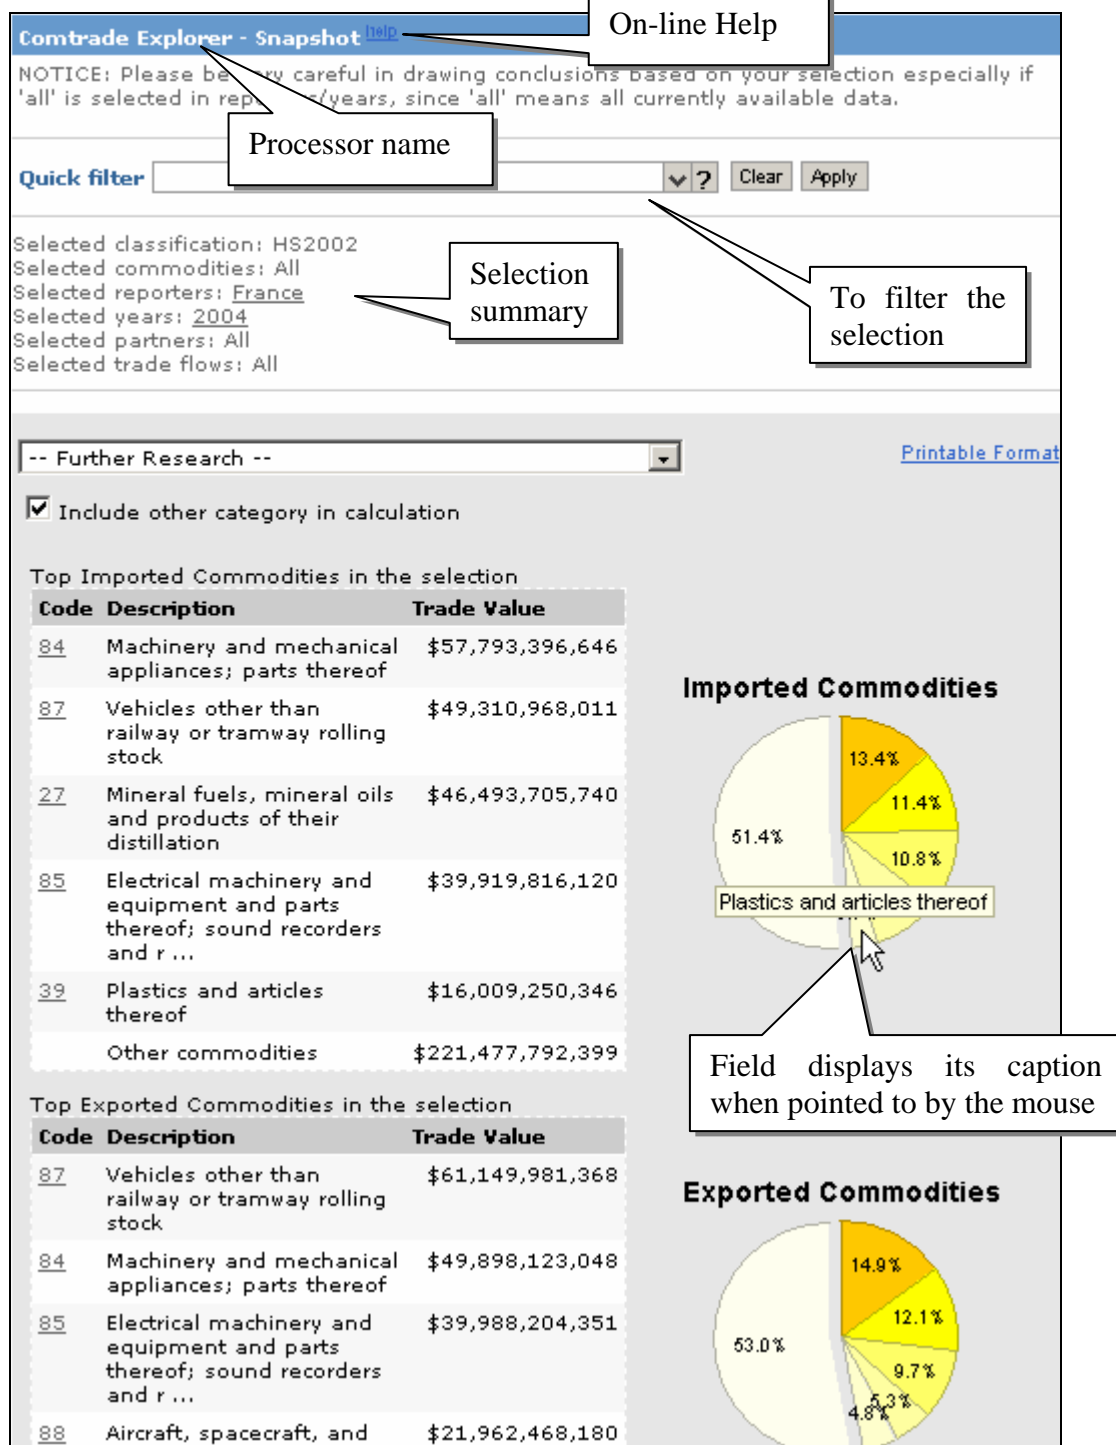 On-line Help
Comtrade Explorer - Snapshot help
NOTICE: Please be very careful in drawing conclusions based on your selection especially if
'all' is selected in reporters/years, since 'all' means all currently available data.
Processor name
Quick filter
?
Clear
Apply
Selected classification: HS2002
Selected commodities: All
Selected reporters: France
Selected years: 2004
Selected partners: All
Selected trade flows: All
Selection
summary
To filter the
selection
-- Further Research --
Printable Format
Include other category in calculation
Top Imported Commodities in the selection
Code Description Trade Value
84 Machinery and mechanical $57,793,396,646
appliances; parts thereof
87 Vehicles other than $49,310,968,011
railway or tramway rolling
stock
27 Mineral fuels, mineral oils $46,493,705,740
and products of their
distillation
85 Electrical machinery and $39,919,816,120
equipment and parts
thereof; sound recorders
and r ...
39 Plastics and articles $16,009,250,346
thereof
Other commodities $221,477,792,399
Imported Commodities
13.4%
11.4%
51.4%
10.8%
Plastics and articles thereof
Field displays its caption
when pointed to by the mouse
Top Exported Commodities in the selection
Code Description Trade Value
87 Vehicles other than $61,149,981,368
railway or tramway rolling
stock
84 Machinery and mechanical $49,898,123,048
appliances; parts thereof
85 Electrical machinery and $39,988,204,351
equipment and parts
thereof; sound recorders
and r ...
88 Aircraft, spacecraft, and $21,962,468,180
Exported Commodities
14.9%
12.1%
53.0%
9.7%
5.3%
4.8%